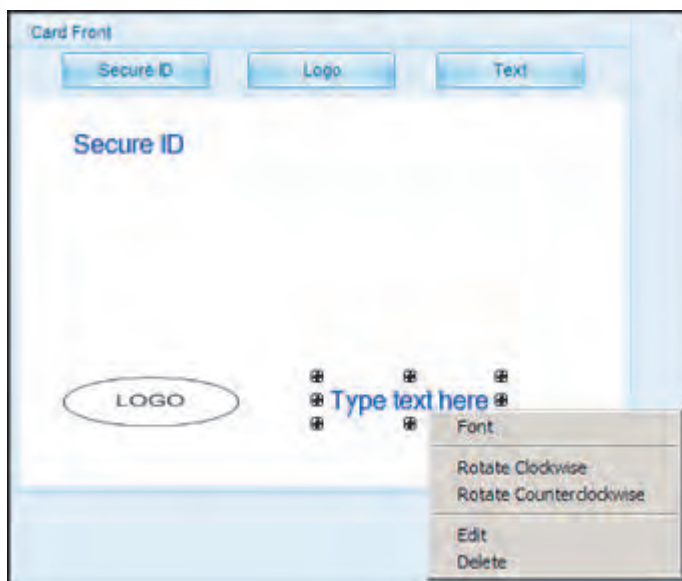 Card Front
Secure ID Logo Text
Secure ID
LOGO
Type text here
Font
Rotate Clockwise
Rotate Counterclockwise
Edit
Delete